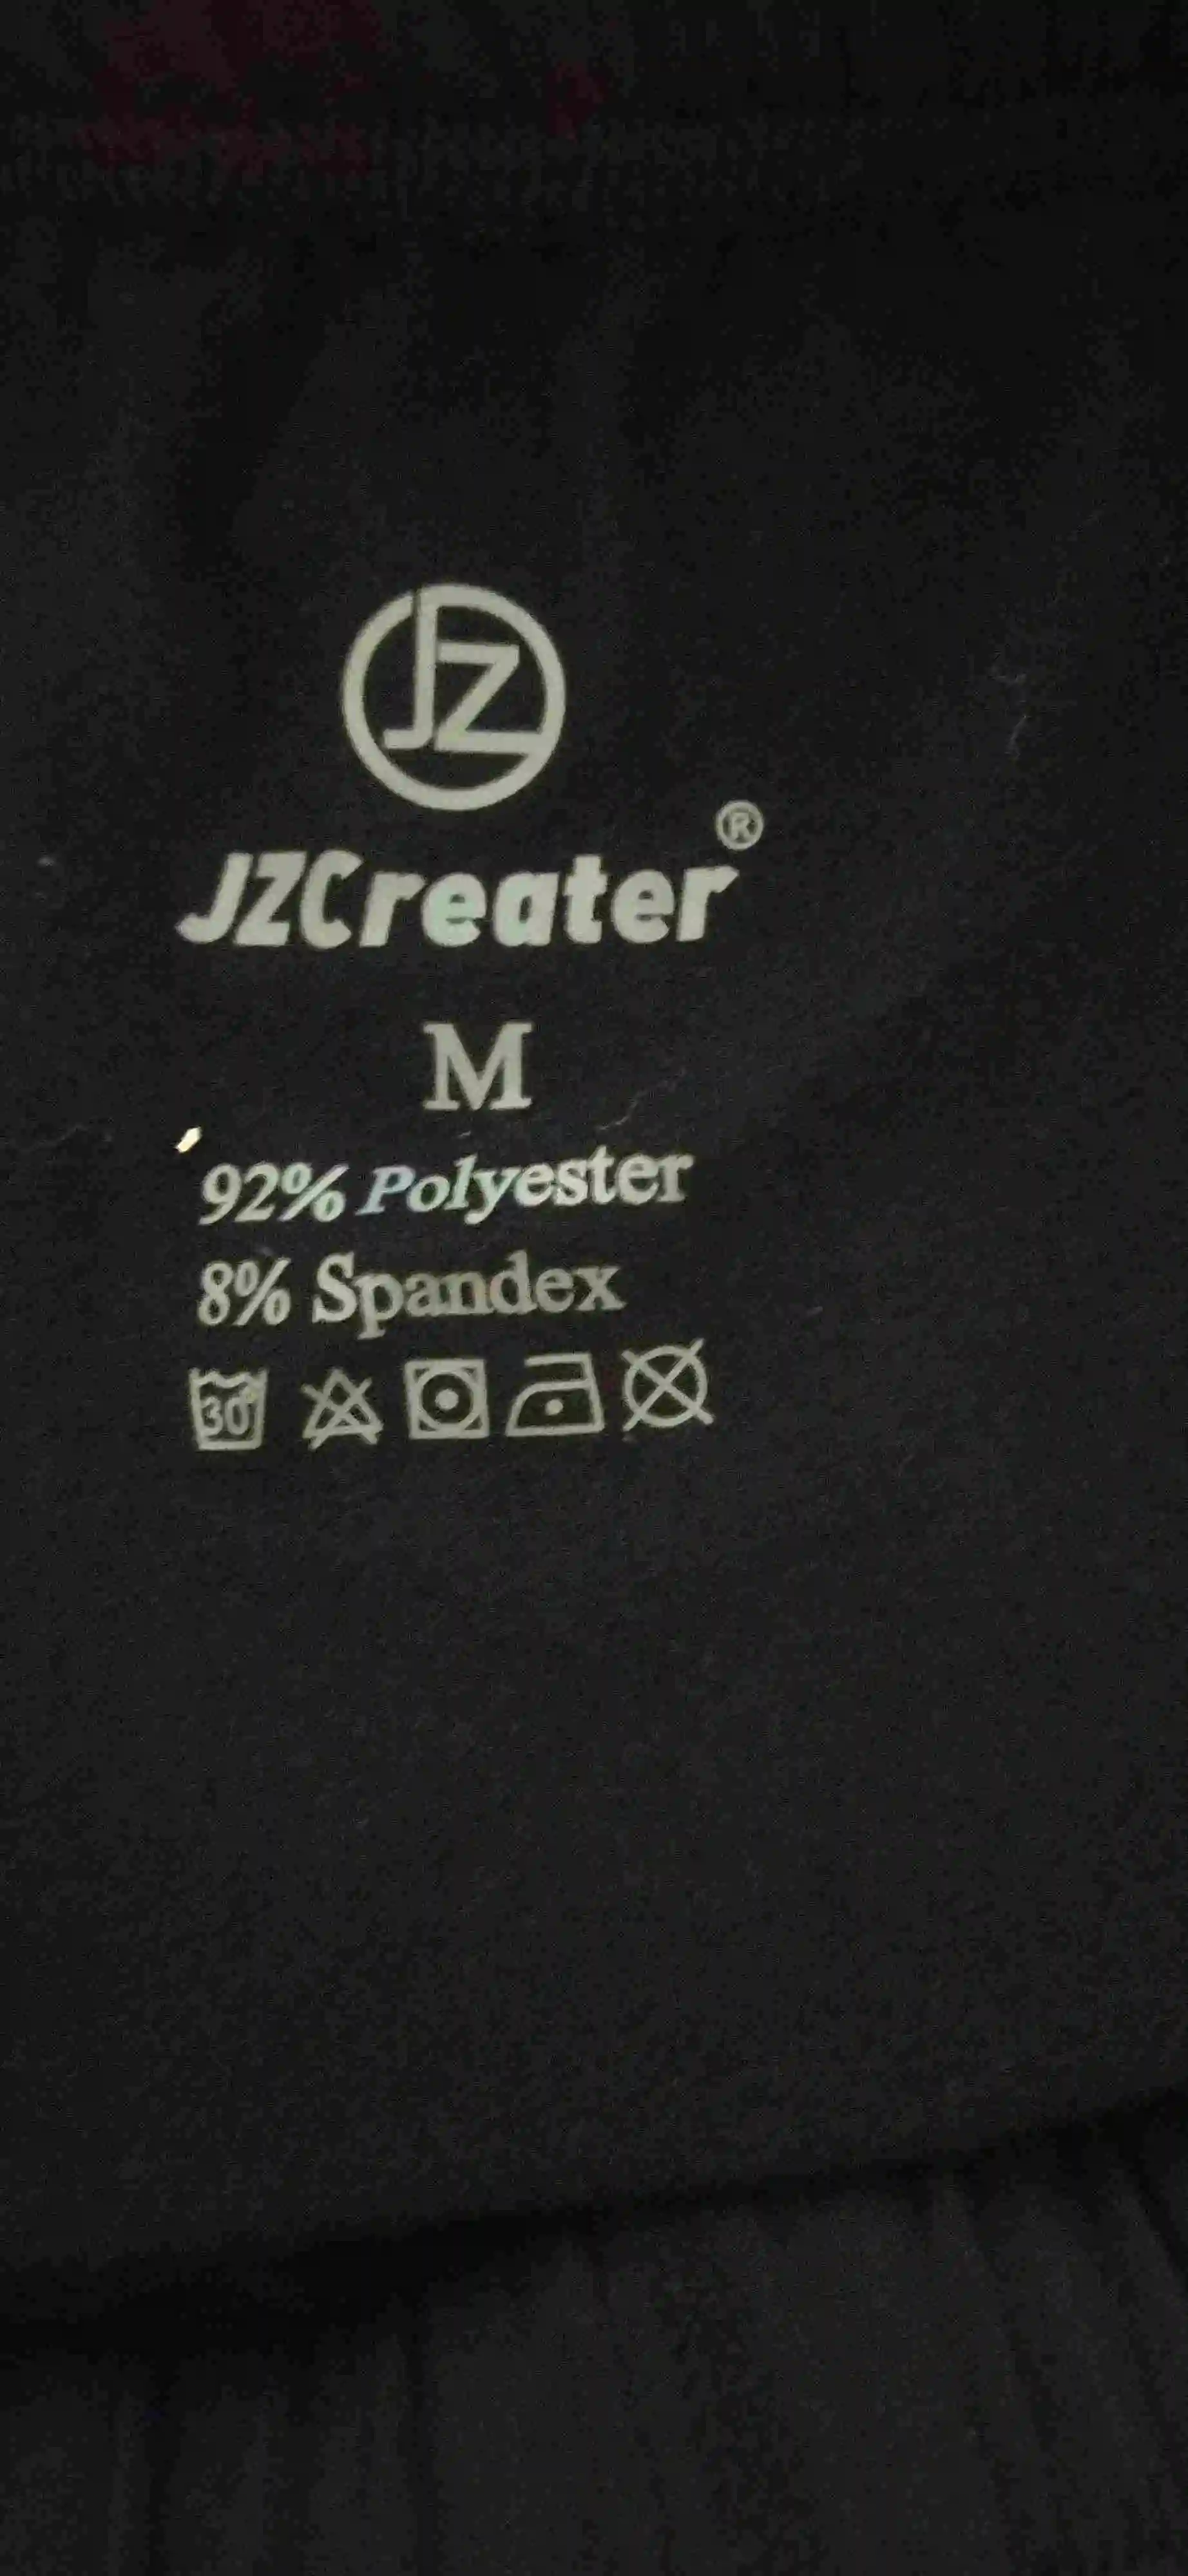 JZ
JZCreater®
M
92% Polyester
8% Spandex
30°